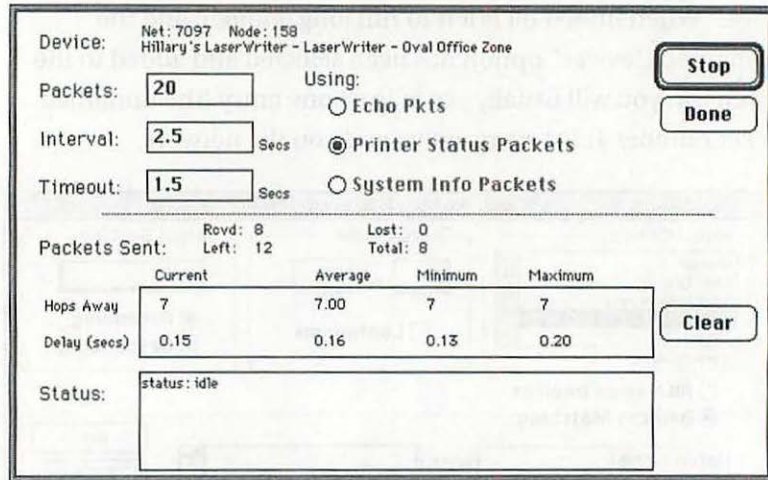 Device: Net: 7097 Node: 158
Hillary's LaserWriter - LaserWriter - Oval Office Zone
Stop
Packets: 20
Using:
Echo Pkts
Done
Interval: 2.5 Secs
Printer Status Packets
Timeout: 1.5 Secs
System Info Packets
Packets Sent: Rcvd: 8 Lost: 0
Left: 12 Total: 8
Current Average Minimum Maximum
Hops Away 7 7.00 7 7
Clear
Delay (secs) 0.15 0.16 0.13 0.20
Status: status: idle